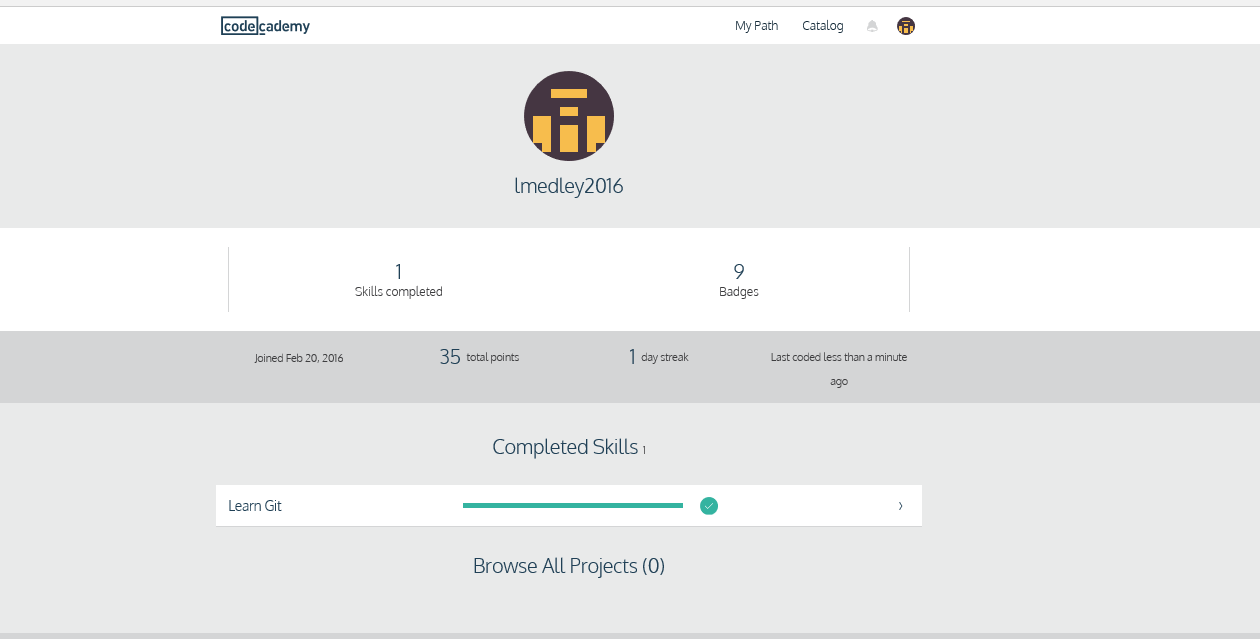 codecademy
My Path
Catalog
lmedley2016
1
Skills completed
9
Badges
Joined Feb 20, 2016
35 total points
1 day streak
Last coded less than a minute
ago
Completed Skills 1
Learn Git
Browse All Projects (0)